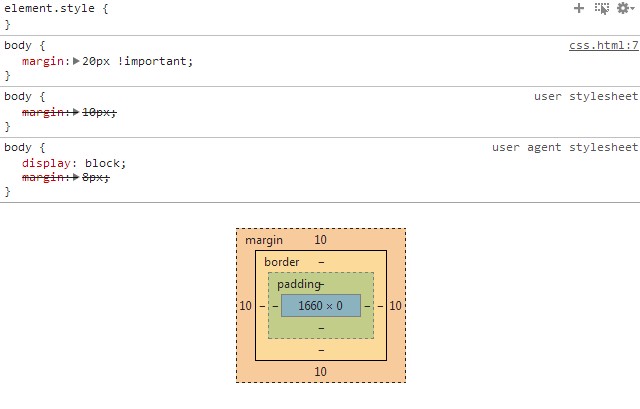 element.style {
}
body { css.html:7
margin: 20px !important;
}
body { user stylesheet
margin: 10px;
}
body { user agent stylesheet
display: block;
margin: 8px;
}
margin 10
border –
padding –
10 – – 1660 × 0 – – 10
–
–
10